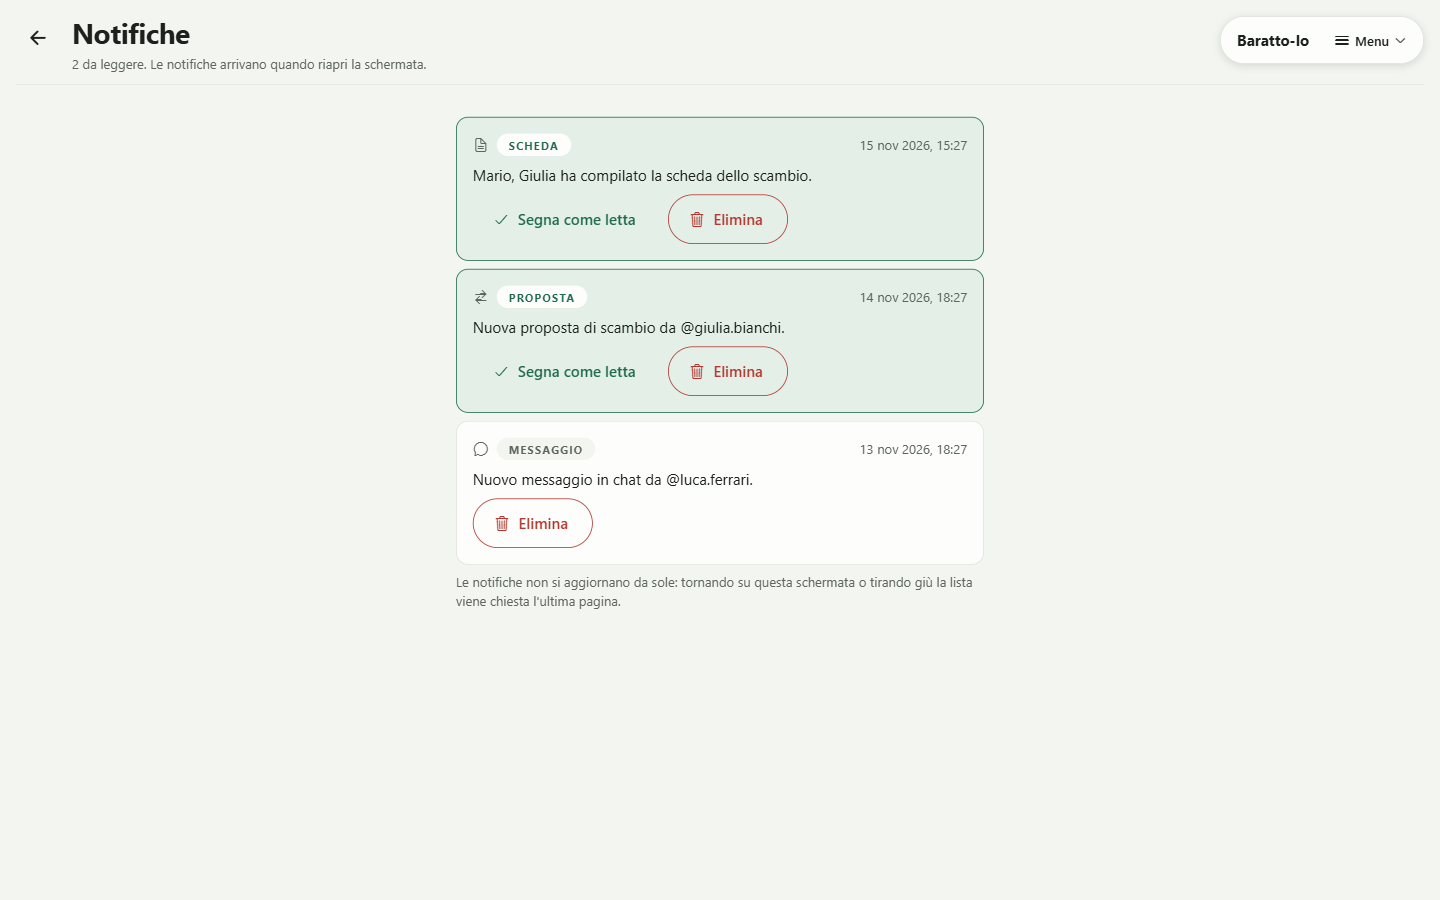 Notifiche
2 da leggere. Le notifiche arrivano quando riapri la schermata.
Baratto-lo
Menu
SCHEDA
15 nov 2026, 15:27
Mario, Giulia ha compilato la scheda dello scambio.
Segna come letta
Elimina
PROPOSTA
14 nov 2026, 18:27
Nuova proposta di scambio da @giulia.bianchi.
Segna come letta
Elimina
MESSAGGIO
13 nov 2026, 18:27
Nuovo messaggio in chat da @luca.ferrari.
Elimina
Le notifiche non si aggiornano da sole: tornando su questa schermata o tirando giù la lista
viene chiesta l'ultima pagina.